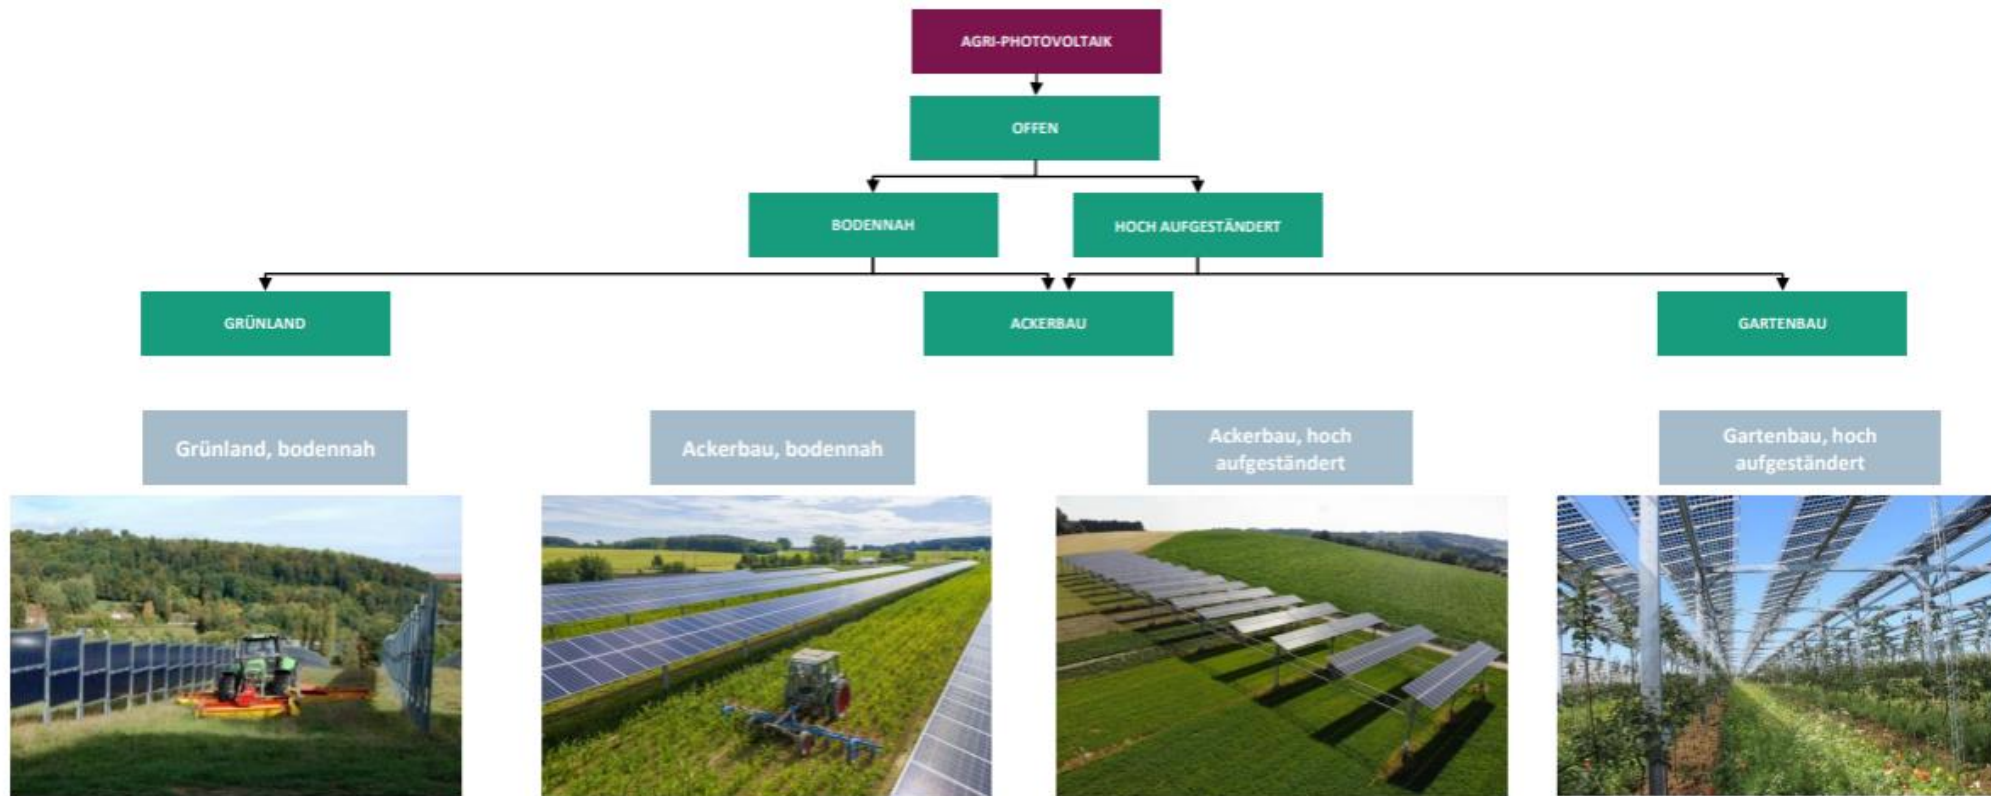 AGRI-PHOTOVOLTAIK
OFFEN
BODENNAH
HOCH AUFGESTÄNDERT
GRÜNLAND
ACKERBAU
GARTENBAU
Grünland, bodennah
Ackerbau, bodennah
Ackerbau, hoch
aufgeständert
Gartenbau, hoch
aufgeständert